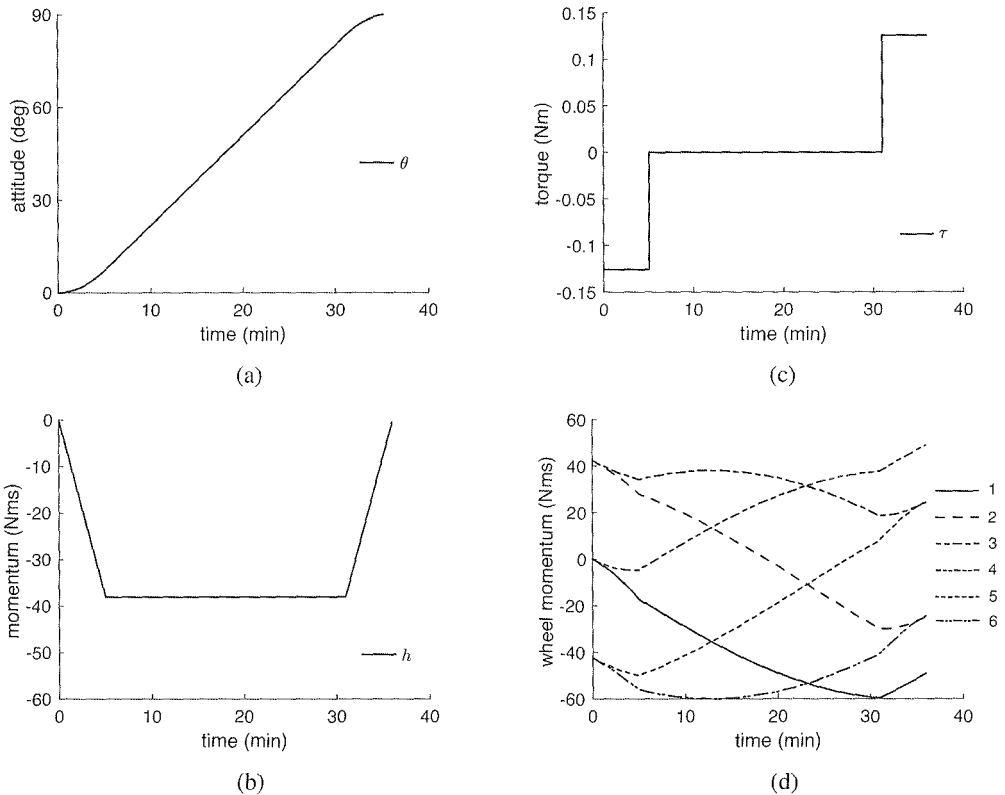 90
60
30
0
attitude (deg)
θ
0 10 20 30 40
time (min)
(a)
0.15
0.1
0.05
0
-0.05
-0.1
-0.15
torque (Nm)
τ
0 10 20 30 40
time (min)
(c)
0
-10
-20
-30
-40
-50
-60
momentum (Nms)
h
0 10 20 30 40
time (min)
(b)
60
40
20
0
-20
-40
-60
wheel momentum (Nms)
1
2
3
4
5
6
0 10 20 30 40
time (min)
(d)